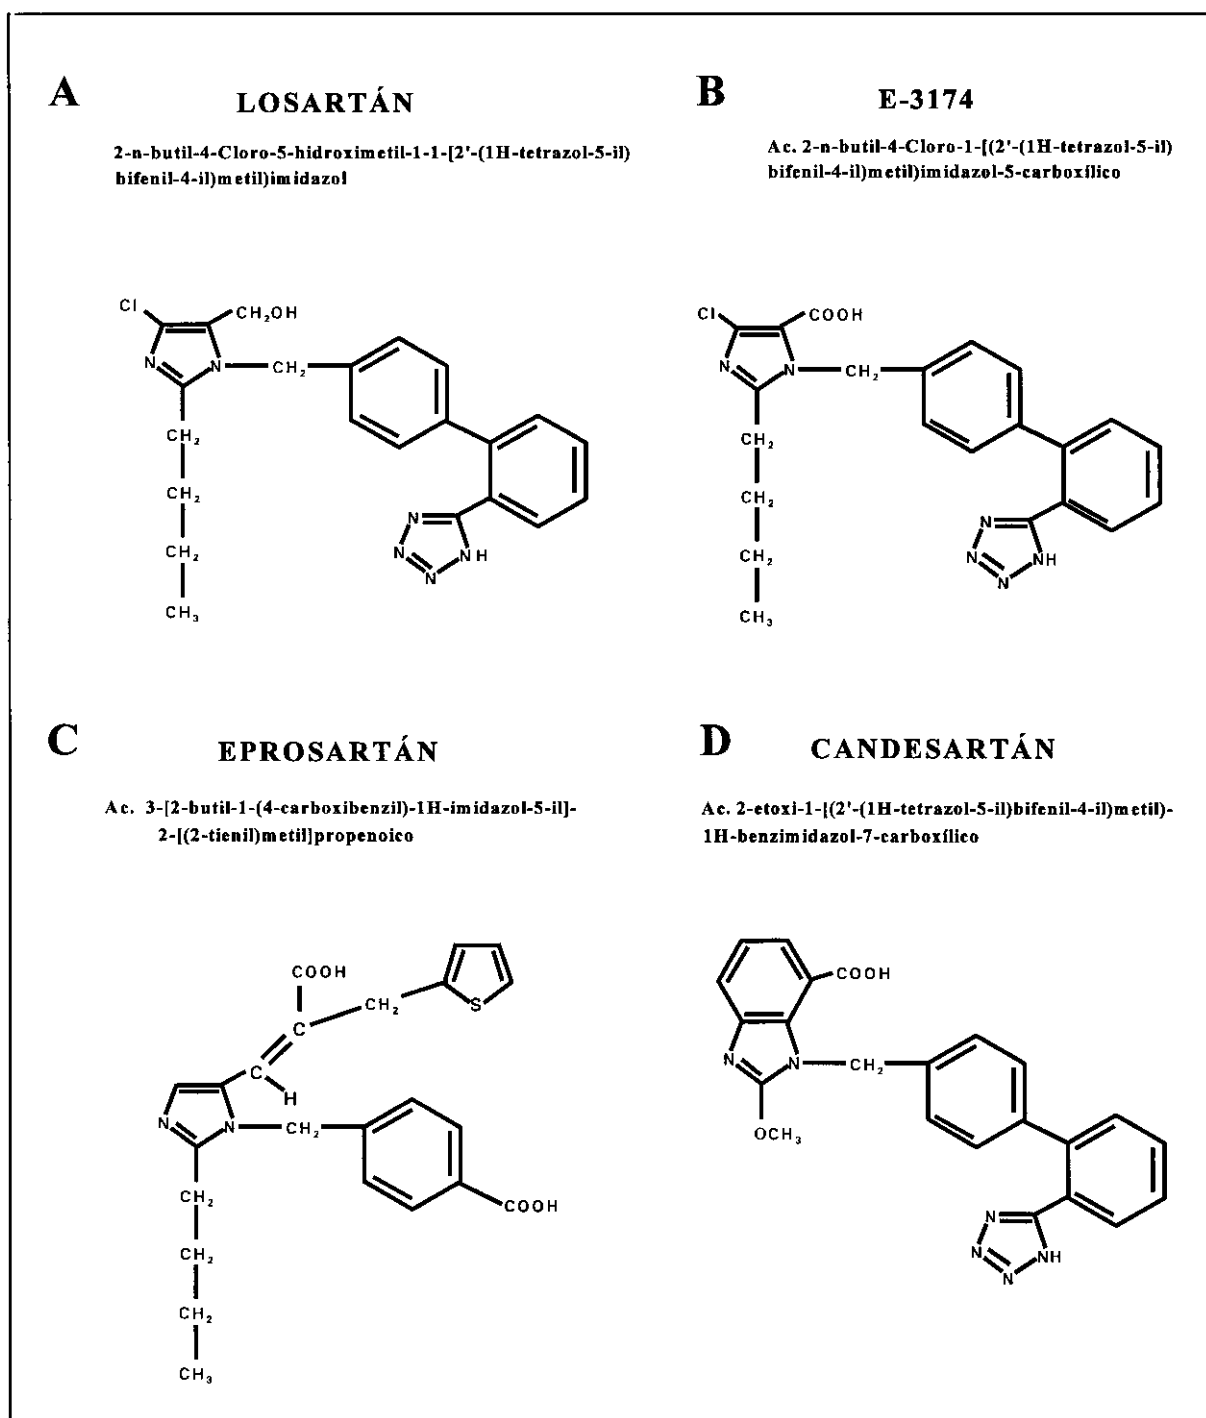 A
LOSARTÁN
2-n-butil-4-Cloro-5-hidroximetil-1-1-[2'-(1H-tetrazol-5-il)
bifenil-4-il)metil)imidazol
Cl
CH₂OH
N
N
CH₂
CH₂
CH₂
CH₂
CH₃
N
N
N
NH
B
E-3174
Ac. 2-n-butil-4-Cloro-1-[(2'-(1H-tetrazol-5-il)
bifenil-4-il)metil)imidazol-5-carboxílico
Cl
COOH
N
N
CH₂
CH₂
CH₂
CH₂
CH₃
N
N
N
NH
C
EPROSARTÁN
Ac. 3-[2-butil-1-(4-carboxibenzil)-1H-imidazol-5-il]-
2-[(2-tienil)metil]propenoico
COOH
CH₂
S
C
C
H
N
N
CH₂
COOH
CH₂
CH₂
CH₂
CH₃
D
CANDESARTÁN
Ac. 2-etoxi-1-[(2'-(1H-tetrazol-5-il)bifenil-4-il)metil)-
1H-benzimidazol-7-carboxílico
COOH
N
N
CH₂
OCH₃
N
N
N
NH